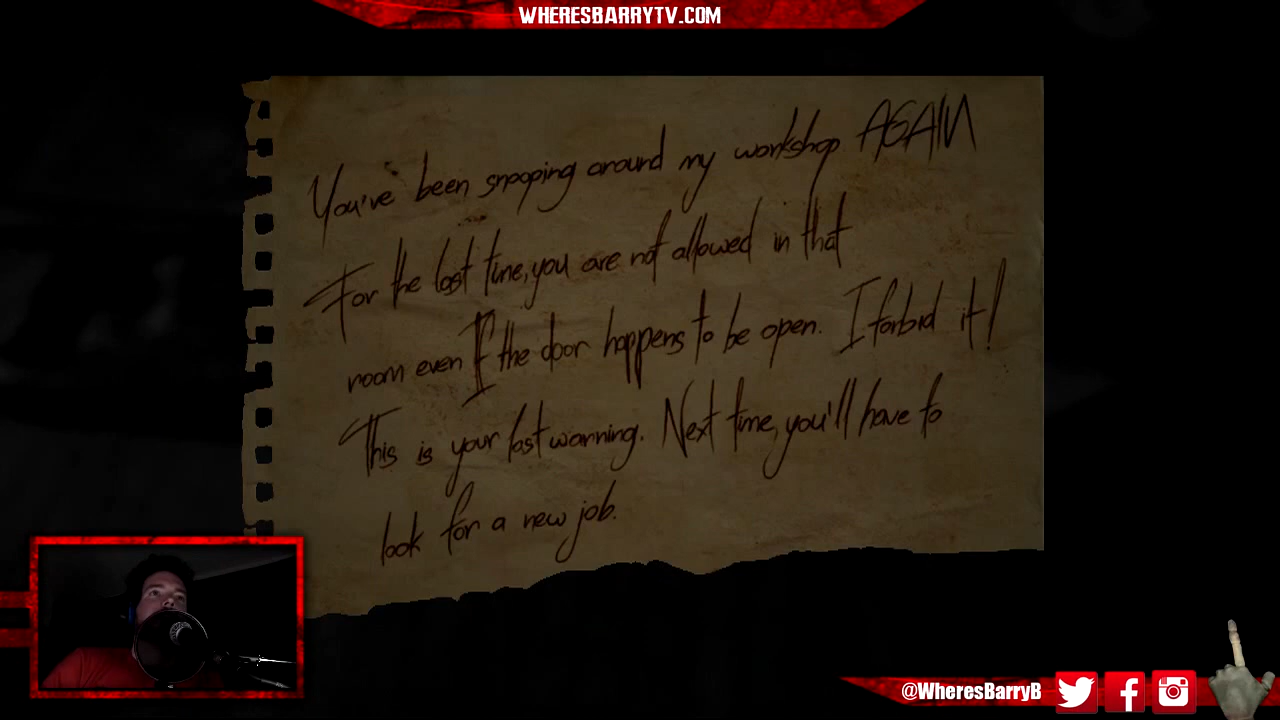 WHERESBARRYTV.COM
You've been snooping around my workshop AGAIN
For the last time, you are not allowed in that
room even If the door happens to be open. I forbid it!
This is your last warning. Next time, you'll have to
look for a new job.
@WheresBarryB